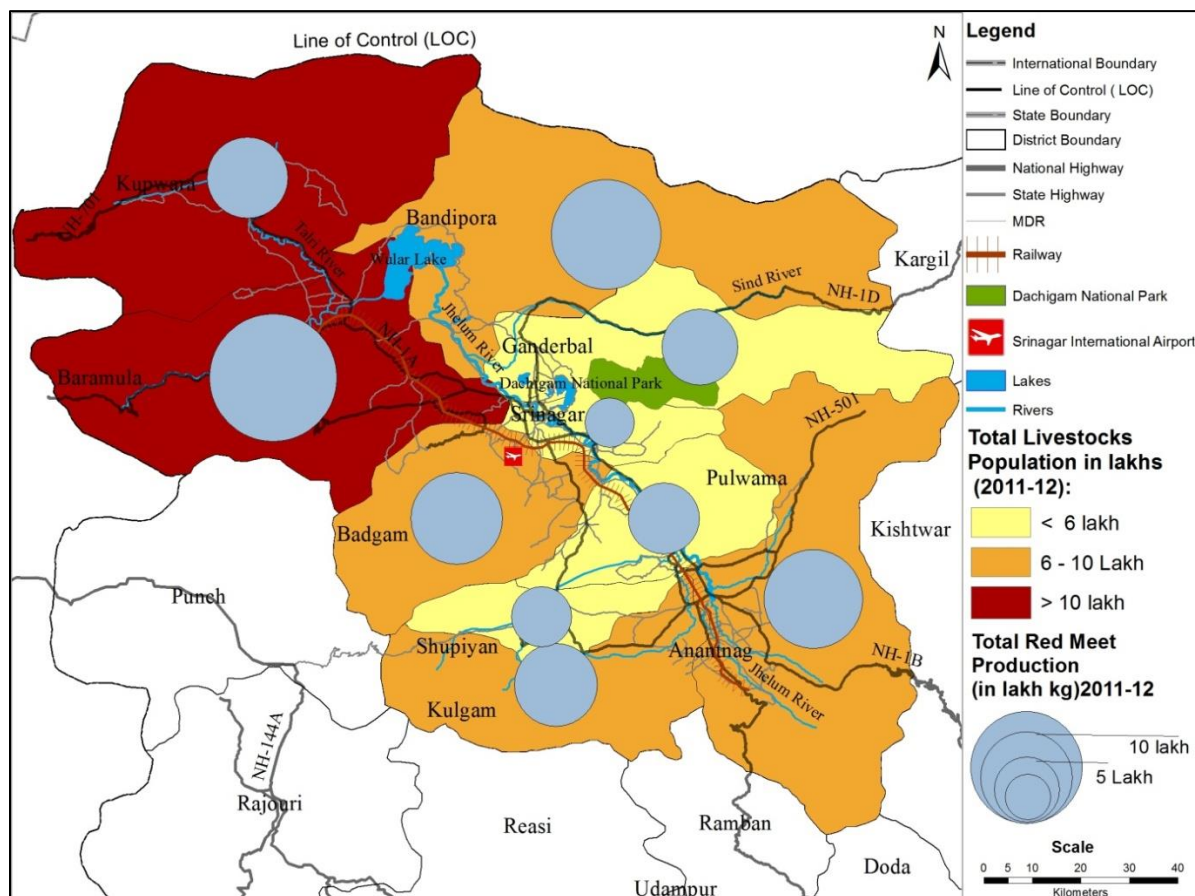 Line of Control (LOC)
N
Kupwara
NH-701
Talri River
Bandipora
Wular Lake
Kargil
Sind River
NH-1D
Jhelum River
NH-1A
Ganderbal
Baramula
Dachigam National Park
Srinagar
NH-501
Pulwama
Badgam
Kishtwar
Punch
Shupiyan
Anantnag
NH-1B
Jhelum River
Kulgam
NH-144A
Rajouri
Reasi
Ramban
Doda
Udampur
Legend
International Boundary
Line of Control ( LOC)
State Boundary
District Boundary
National Highway
State Highway
MDR
Railway
Dachigam National Park
Srinagar International Airport
Lakes
Rivers
Total Livestocks
Population in lakhs
(2011-12):
< 6 lakh
6 - 10 Lakh
> 10 lakh
Total Red Meet
Production
(in lakh kg)2011-12
10 lakh
5 Lakh
Scale
0 5 10 20 30 40
Kilometers